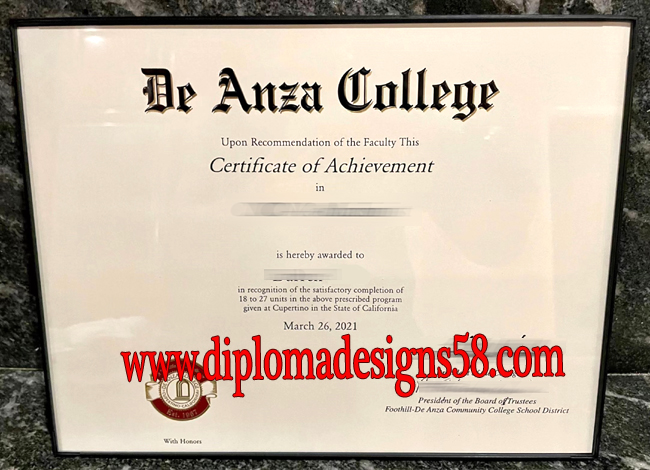 De Anza College
Upon Recommendation of the Faculty This
Certificate of Achievement
in
is hereby awarded to
in recognition of the satisfactory completion of
18 to 27 units in the above prescribed program
given at Cupertino in the State of California
March 26, 2021
www.diplomadesigns58.com
President of the Board of Trustees
Foothill-De Anza Community College School District
With Honors